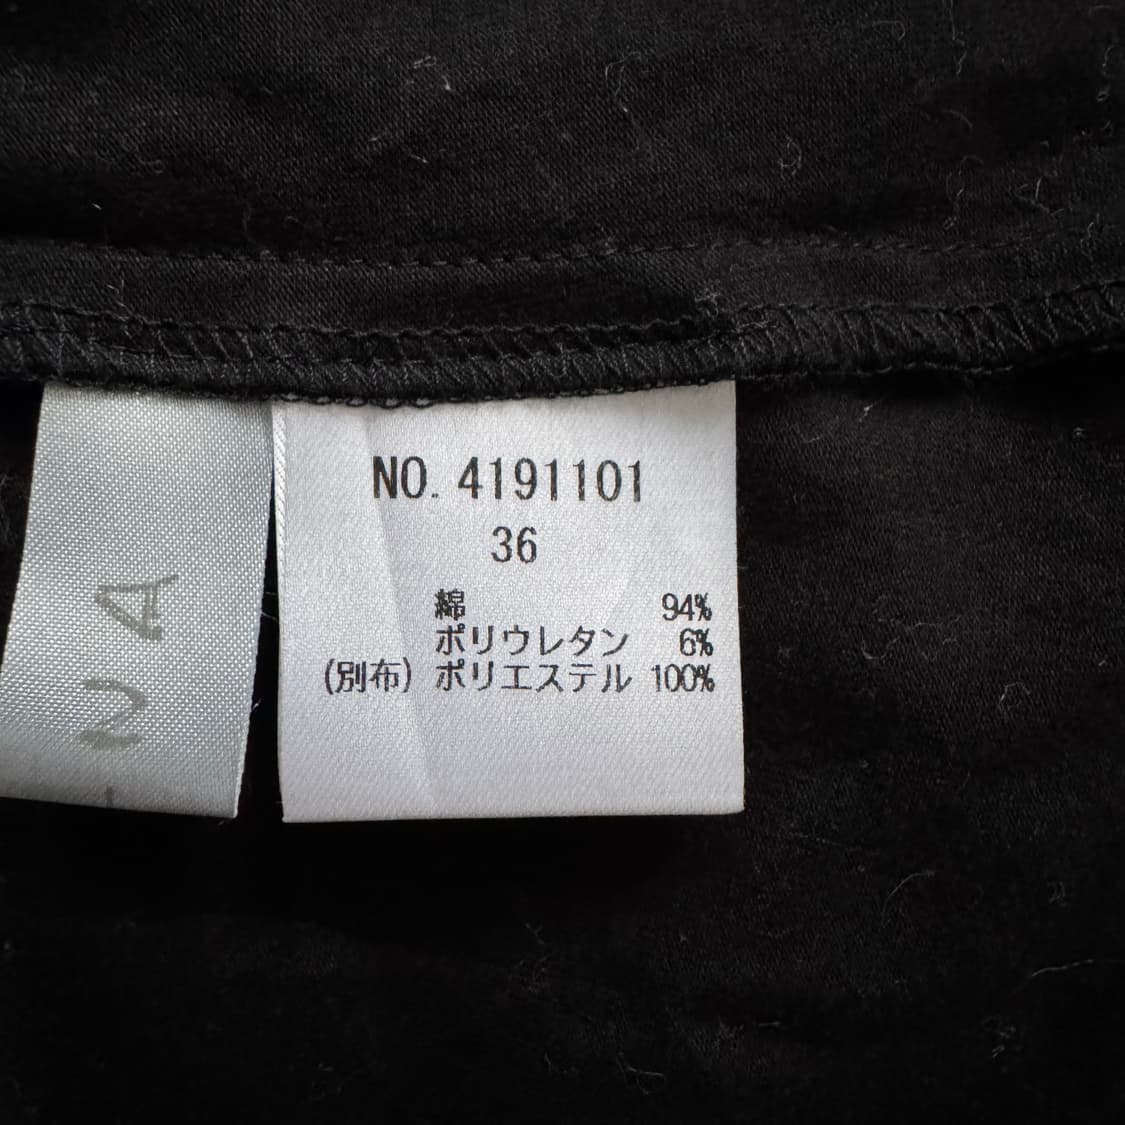 NO. 4191101
36
綿 94%
ポリウレタン 6%
(別布) ポリエステル 100%
NA